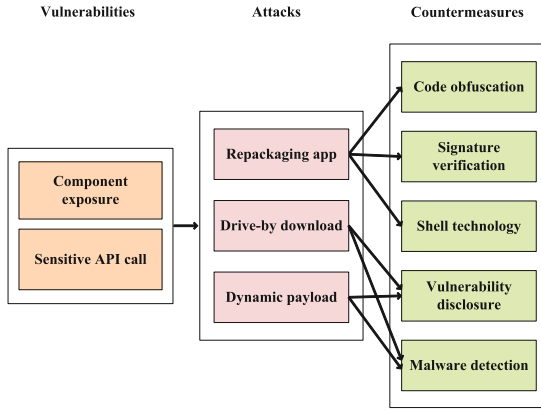 Vulnerabilities
Attacks
Countermeasures
Component
exposure
Sensitive API call
Repackaging app
Drive-by download
Dynamic payload
Code obfuscation
Signature
verification
Shell technology
Vulnerability
disclosure
Malware detection